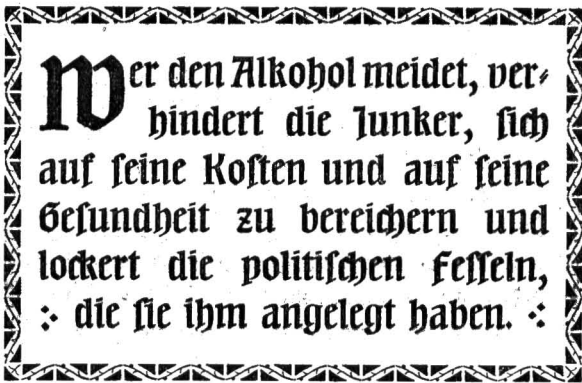 Wer den Alkohol meidet, ver-
hindert die Junker, sich
auf seine Kosten und auf seine
Gesundheit zu bereichern und
lockert die politischen Fesseln,
die sie ihm angelegt haben.